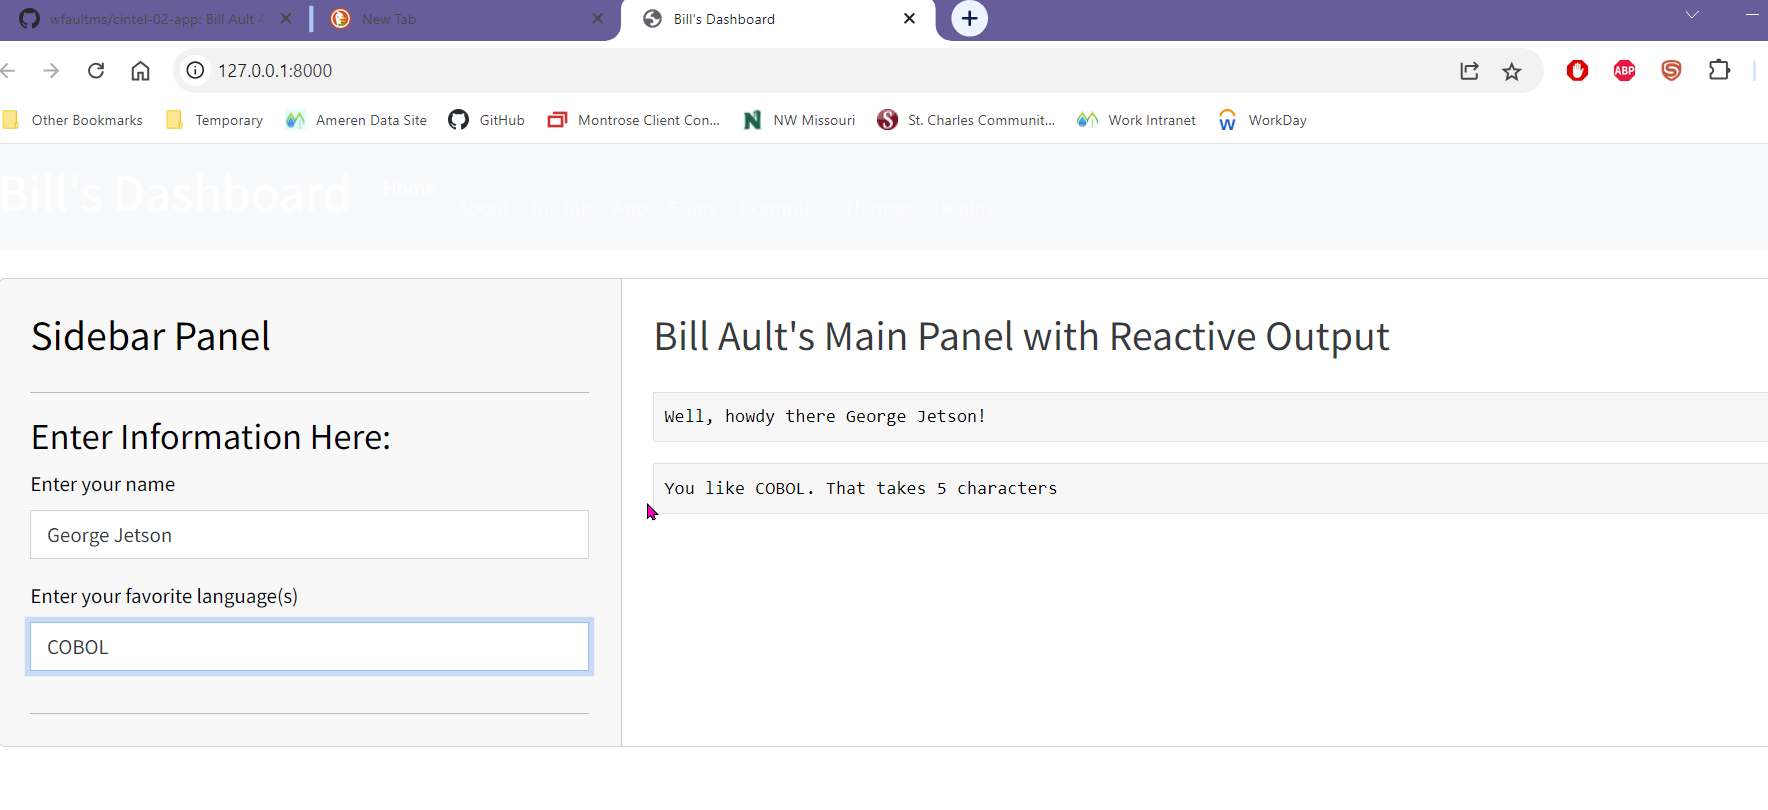 wfaultms/cintel-02-app: Bill Ault 4
New Tab
Bill's Dashboard
127.0.0.1:8000
ABP
Other Bookmarks
Temporary
Ameren Data Site
GitHub
Montrose Client Con...
NW Missouri
St. Charles Communit...
Work Intranet
WorkDay
Bill's Dashboard
Home
About
GitHub
App
Shiny
Examples
Themes
Deploy
Sidebar Panel
Enter Information Here:
Enter your name
George Jetson
Enter your favorite language(s)
COBOL
Bill Ault's Main Panel with Reactive Output
Well, howdy there George Jetson!
You like COBOL. That takes 5 characters